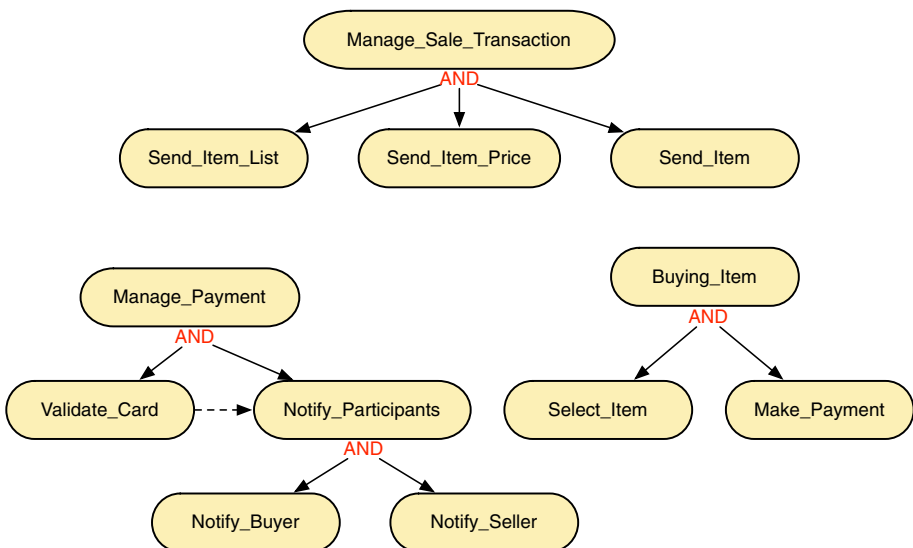 Manage_Sale_Transaction
AND
Send_Item_List
Send_Item_Price
Send_Item
Manage_Payment
AND
Validate_Card
Notify_Participants
AND
Notify_Buyer
Notify_Seller
Buying_Item
AND
Select_Item
Make_Payment